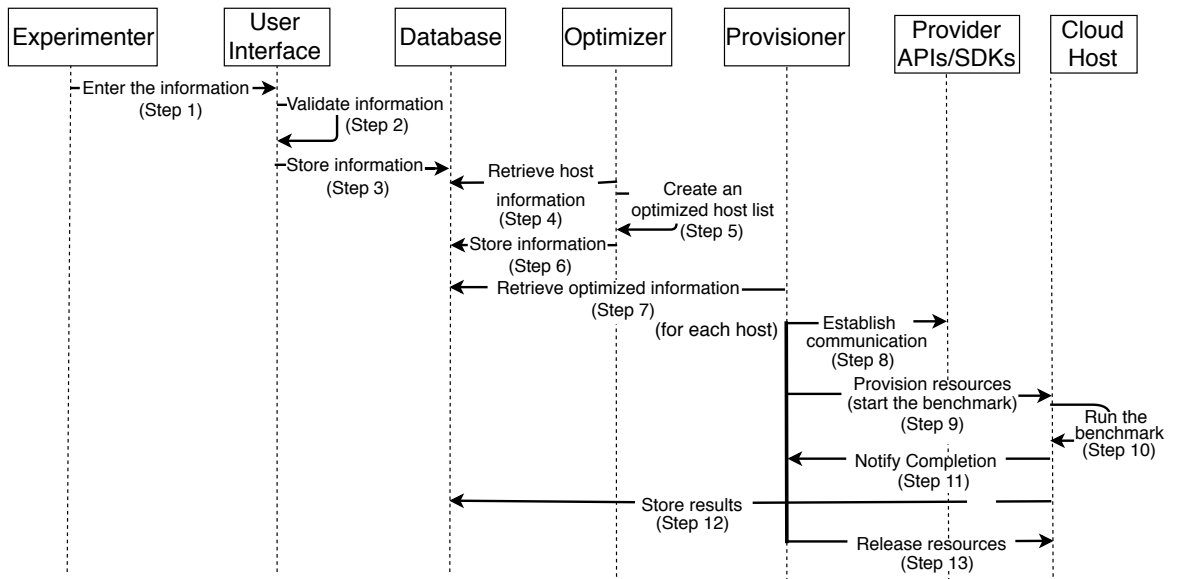 Experimenter
User
Interface
Database
Optimizer
Provisioner
Provider
APIs/SDKs
Cloud
Host
Enter the information
(Step 1)
Validate information
(Step 2)
Store information
(Step 3)
Retrieve host
information
(Step 4)
Create an
optimized host list
(Step 5)
Store information
(Step 6)
Retrieve optimized information
(Step 7)
(for each host)
Establish
communication
(Step 8)
Provision resources
(start the benchmark)
(Step 9)
Run the
benchmark
(Step 10)
Notify Completion
(Step 11)
Store results
(Step 12)
Release resources
(Step 13)